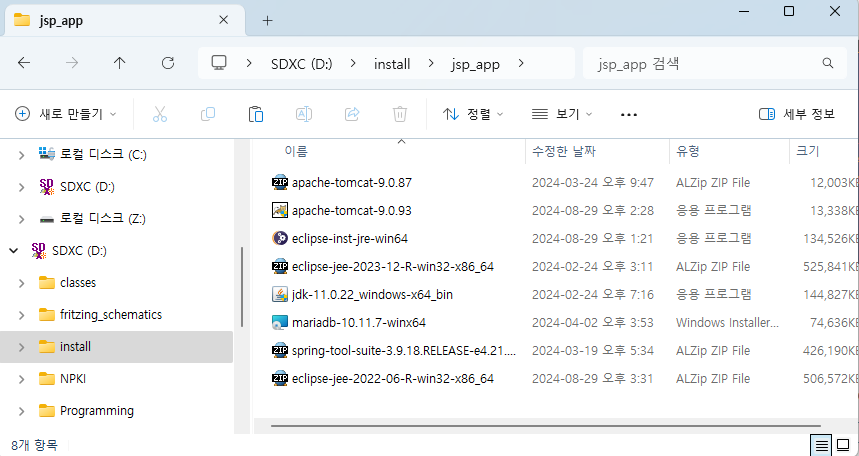 jsp_app
SDXC (D:) install jsp_app jsp_app 검색
새로 만들기 정렬 보기 세부 정보
이름 수정한 날짜 유형 크기
로컬 디스크 (C:)
SDXC (D:)
로컬 디스크 (Z:)
SDXC (D:)
classes
fritzing_schematics
install
NPKI
Programming
apache-tomcat-9.0.87 2024-03-24 오후 9:47 ALZip ZIP File 12,003KB
apache-tomcat-9.0.93 2024-08-29 오후 2:28 응용 프로그램 13,338KB
eclipse-inst-jre-win64 2024-08-29 오후 1:21 응용 프로그램 134,526KB
eclipse-jee-2023-12-R-win32-x86_64 2024-02-24 오후 3:11 ALZip ZIP File 525,841KB
jdk-11.0.22_windows-x64_bin 2024-02-24 오후 7:16 응용 프로그램 144,827KB
mariadb-10.11.7-winx64 2024-04-02 오후 3:53 Windows Installer... 74,636KB
spring-tool-suite-3.9.18.RELEASE-e4.21.... 2024-03-19 오후 5:34 ALZip ZIP File 426,190KB
eclipse-jee-2022-06-R-win32-x86_64 2024-08-29 오후 3:31 ALZip ZIP File 506,572KB
8개 항목